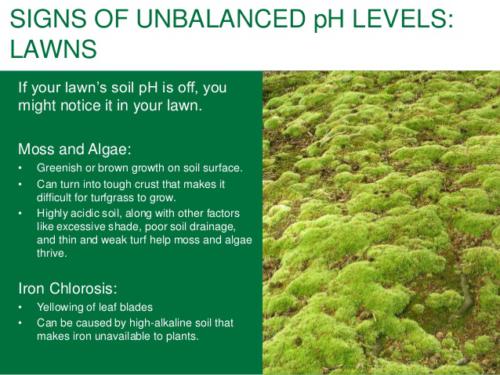 SIGNS OF UNBALANCED pH LEVELS:
LAWNS
If your lawn's soil pH is off, you
might notice it in your lawn.
Moss and Algae:
• Greenish or brown growth on soil surface.
• Can turn into tough crust that makes it
difficult for turfgrass to grow.
• Highly acidic soil, along with other factors
like excessive shade, poor soil drainage,
and thin and weak turf help moss and algae
thrive.
Iron Chlorosis:
• Yellowing of leaf blades
• Can be caused by high-alkaline soil that
makes iron unavailable to plants.